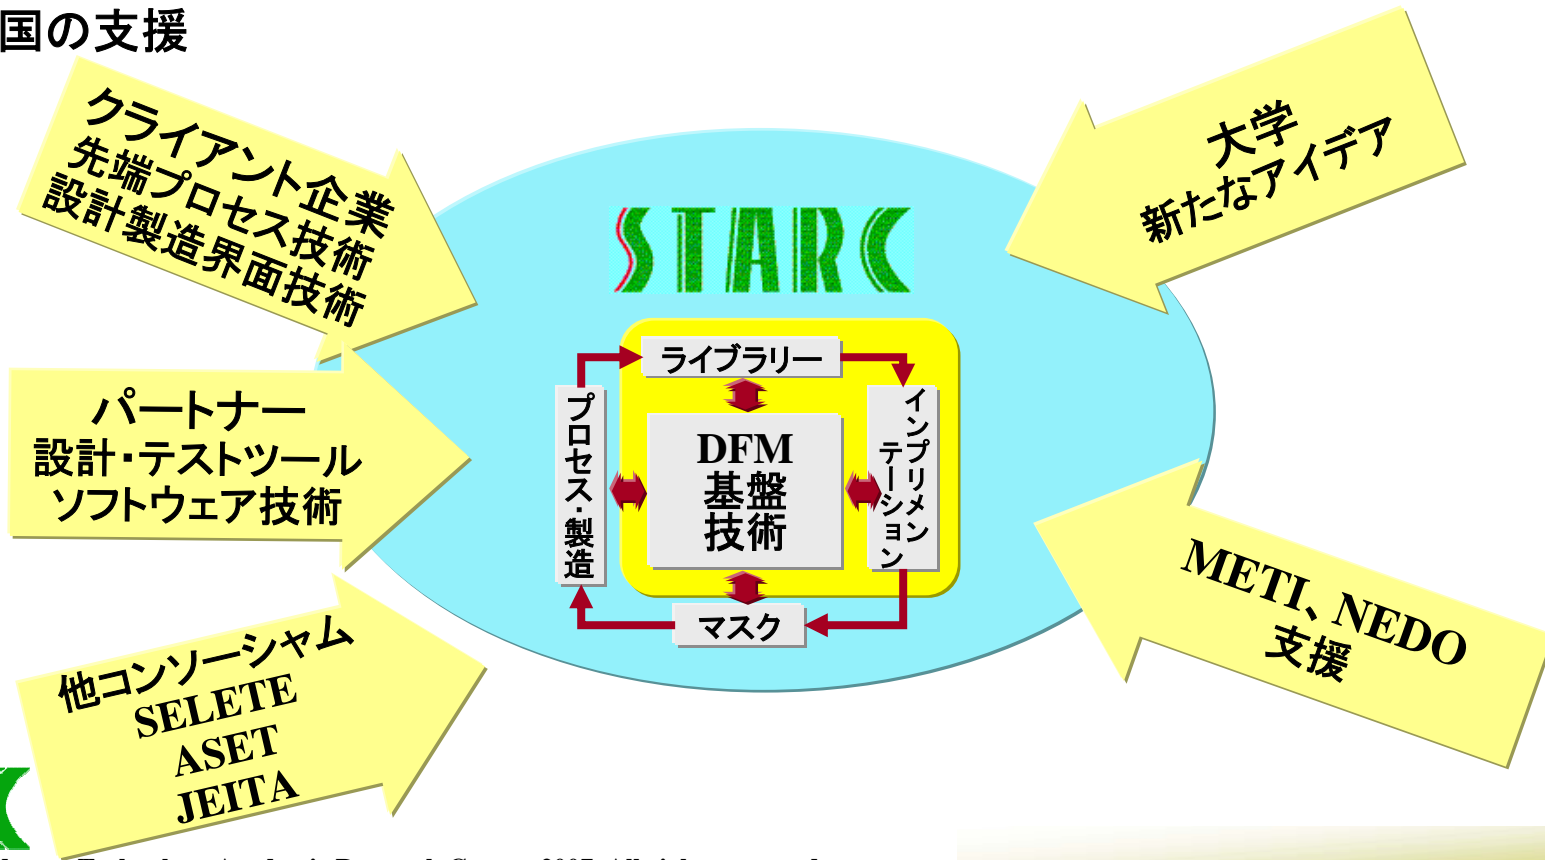 国の支援
クライアント企業
先端プロセス技術
設計製造界面技術
大学
新たなアイデア
STARC
ライブラリー
プロセス・製造
DFM
基盤
技術
インプリメン
テーション
マスク
パートナー
設計・テストツール
ソフトウェア技術
METI、NEDO
支援
他コンソーシャム
SELETE
ASET
JEITA